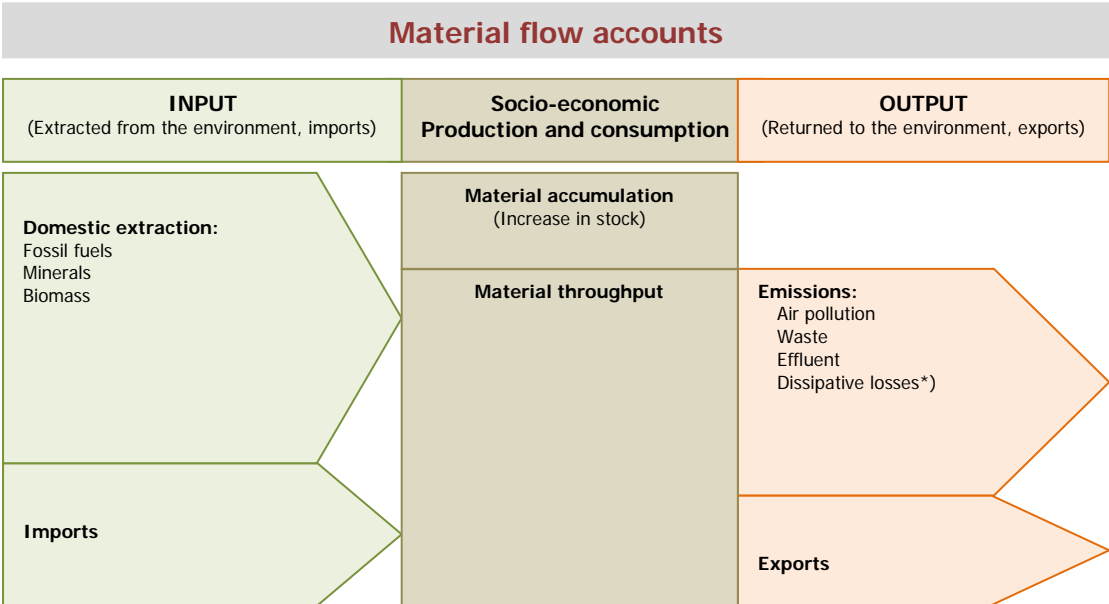 Material flow accounts
INPUT
(Extracted from the environment, imports)
Socio-economic
Production and consumption
OUTPUT
(Returned to the environment, exports)
Domestic extraction:
Fossil fuels
Minerals
Biomass
Imports
Material accumulation
(Increase in stock)
Material throughput
Emissions:
Air pollution
Waste
Effluent
Dissipative losses*)
Exports